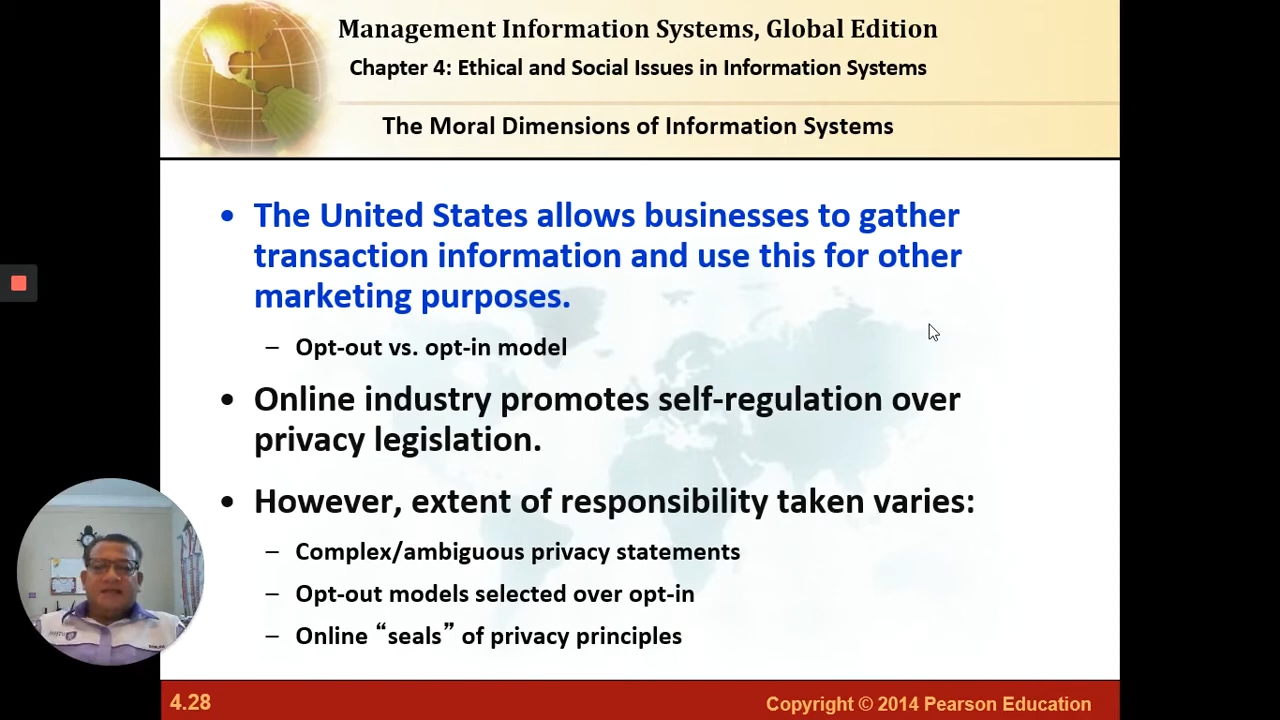 Management Information Systems, Global Edition
Chapter 4: Ethical and Social Issues in Information Systems
The Moral Dimensions of Information Systems
• The United States allows businesses to gather
transaction information and use this for other
marketing purposes.
– Opt-out vs. opt-in model
• Online industry promotes self-regulation over
privacy legislation.
• However, extent of responsibility taken varies:
– Complex/ambiguous privacy statements
– Opt-out models selected over opt-in
– Online “seals” of privacy principles
4.28
Copyright © 2014 Pearson Education